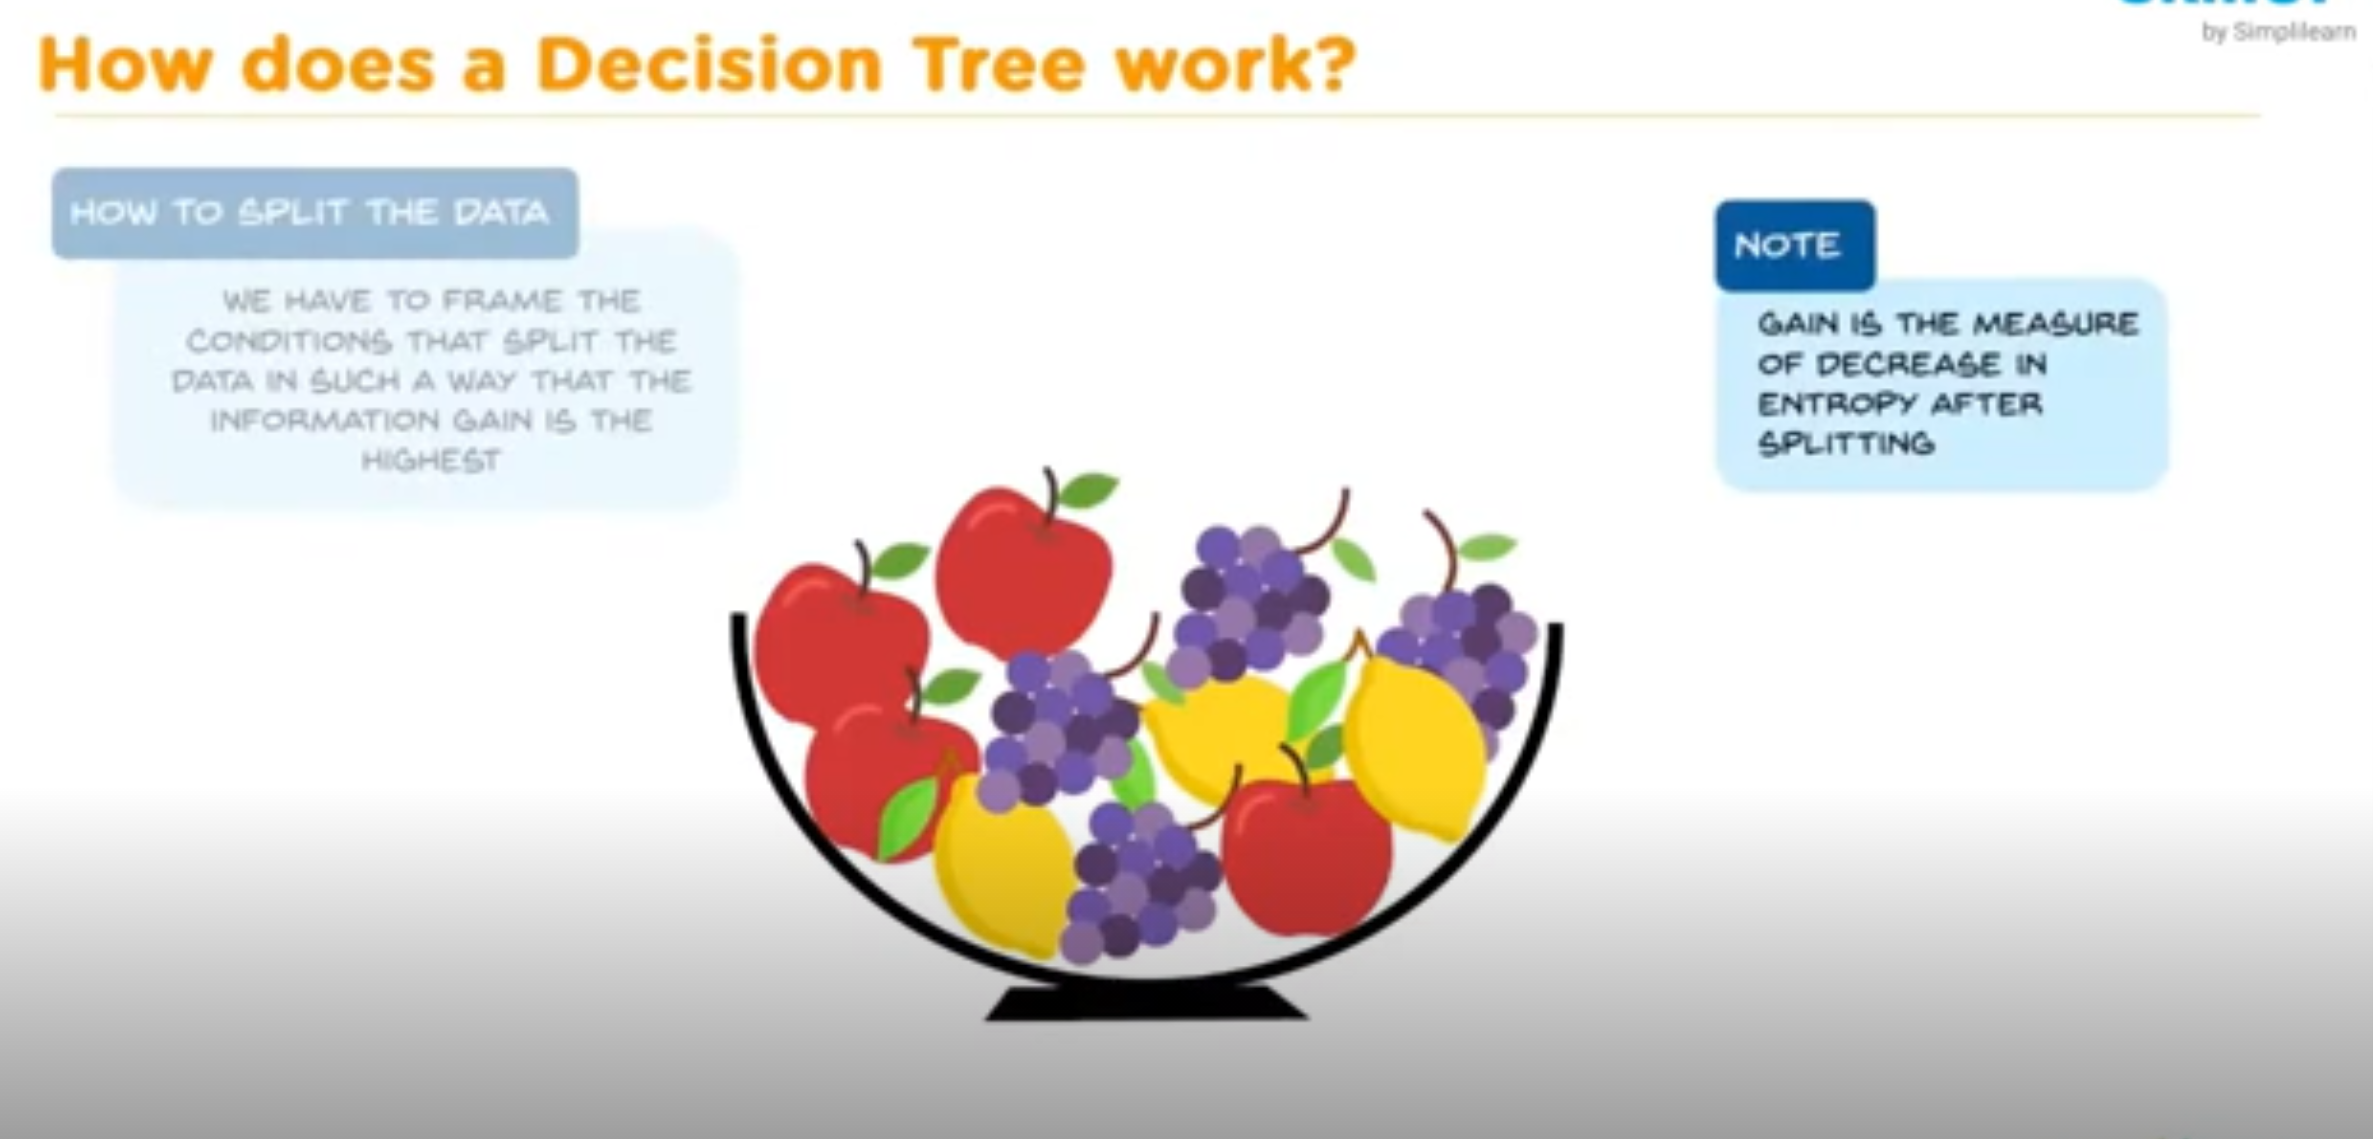 by Simplilearn
How does a Decision Tree work?
HOW TO SPLIT THE DATA
WE HAVE TO FRAME THE
CONDITIONS THAT SPLIT THE
DATA IN SUCH A WAY THAT THE
INFORMATION GAIN IS THE
HIGHEST
NOTE
GAIN IS THE MEASURE
OF DECREASE IN
ENTROPY AFTER
SPLITTING